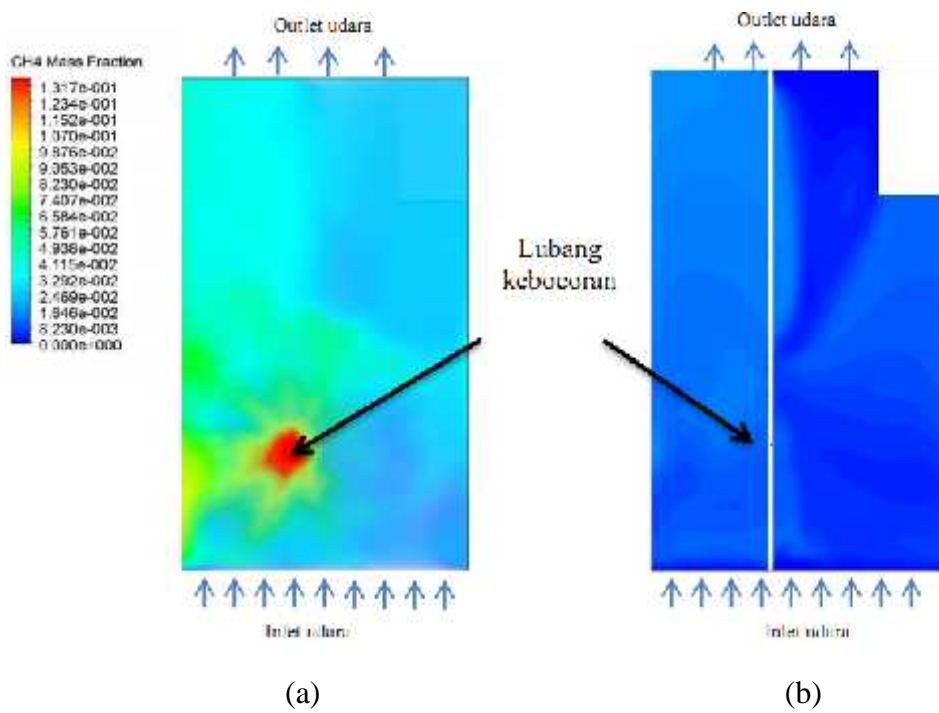 Outlet udara
Outlet udara
CH4 Mass Fraction
1.317e-001
1.234e-001
1.152e-001
1.070e-001
9.876e-002
9.053e-002
8.230e-002
7.407e-002
6.584e-002
5.761e-002
4.938e-002
4.115e-002
3.292e-002
2.469e-002
1.646e-002
8.230e-003
0.000e+000
Lubang
kebocoran
Inlet udara
Inlet udara
(a)
(b)